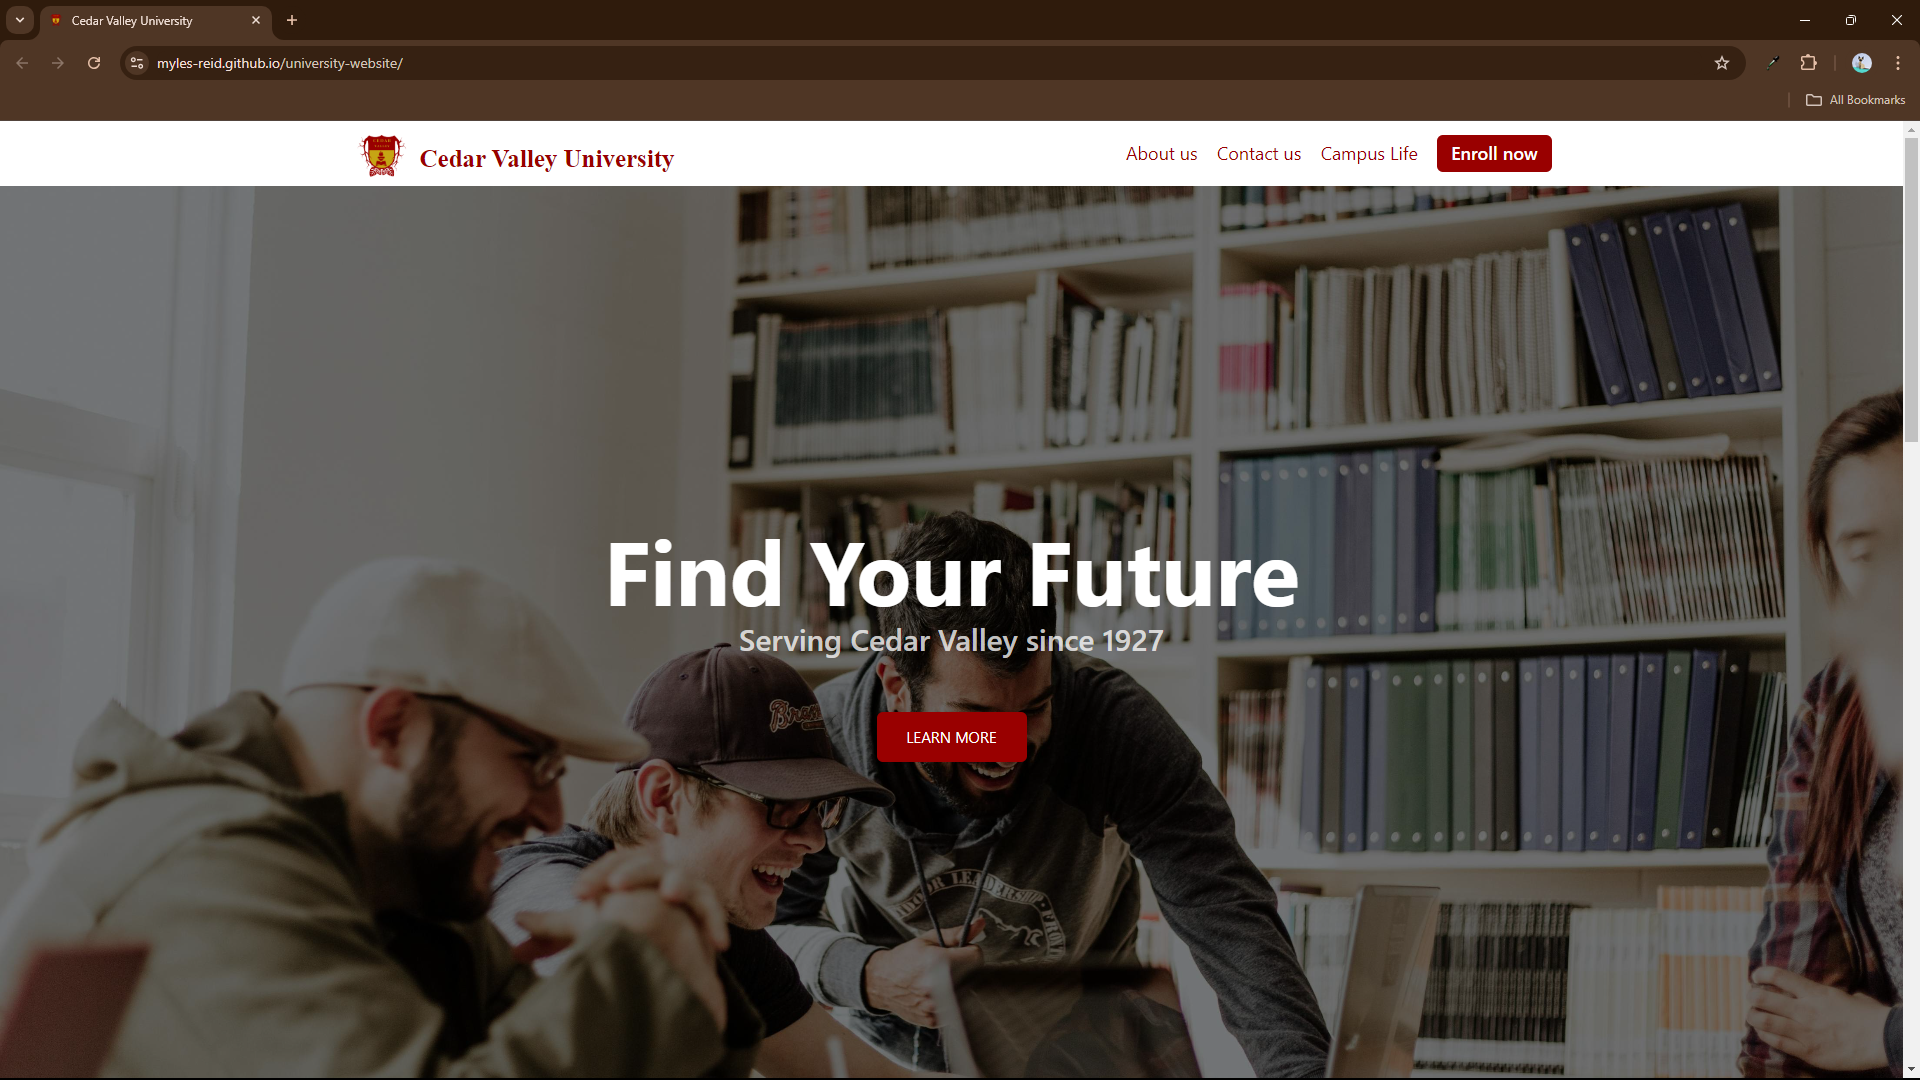 Cedar Valley University
myles-reid.github.io/university-website/
All Bookmarks
Cedar Valley University
About us
Contact us
Campus Life
Enroll now
Find Your Future
Serving Cedar Valley since 1927
LEARN MORE